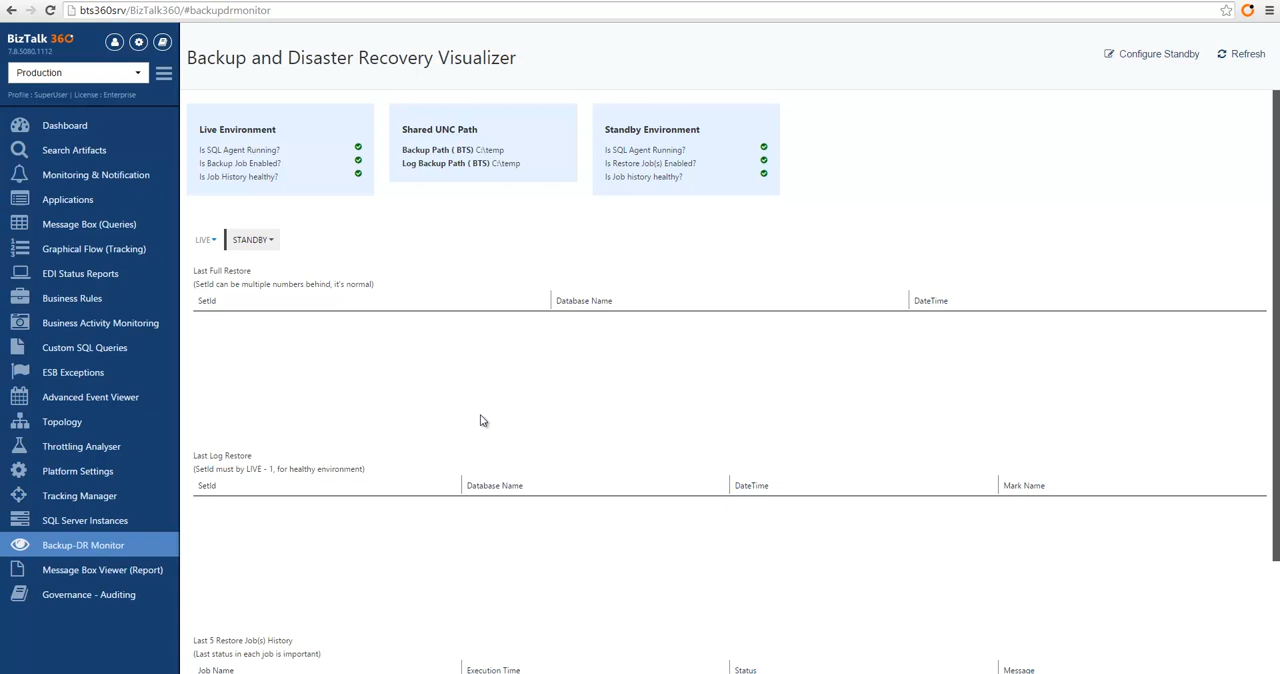 bts360srv/BizTalk360/#backupdrmonitor
BizTalk 360
7.8.5080.1112
Production
Profile : SuperUser | License : Enterprise
Dashboard
Search Artifacts
Monitoring & Notification
Applications
Message Box (Queries)
Graphical Flow (Tracking)
EDI Status Reports
Business Rules
Business Activity Monitoring
Custom SQL Queries
ESB Exceptions
Advanced Event Viewer
Topology
Throttling Analyser
Platform Settings
Tracking Manager
SQL Server Instances
Backup-DR Monitor
Message Box Viewer (Report)
Governance - Auditing
Backup and Disaster Recovery Visualizer
Configure Standby
Refresh
Live Environment
Is SQL Agent Running?
Is Backup Job Enabled?
Is Job History healthy?
Shared UNC Path
Backup Path ( BTS) C:\temp
Log Backup Path ( BTS) C:\temp
Standby Environment
Is SQL Agent Running?
Is Restore Job(s) Enabled?
Is Job history healthy?
LIVE
STANDBY
Last Full Restore
(SetId can be multiple numbers behind, it's normal)
SetId Database Name DateTime
Last Log Restore
(SetId must by LIVE - 1, for healthy environment)
SetId Database Name DateTime Mark Name
Last 5 Restore Job(s) History
(Last status in each job is important)
Job Name Execution Time Status Message